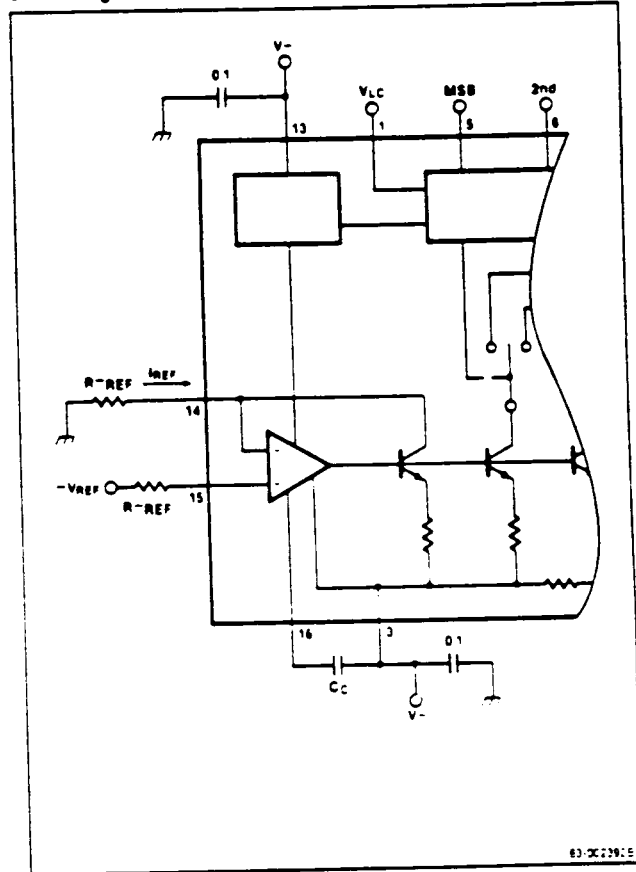 V-
0.1
VLC
MSB
2nd
13
1
5
6
R-REF
IREF
14
-VREF
15
R-REF
16
3
CC
0.1
V-